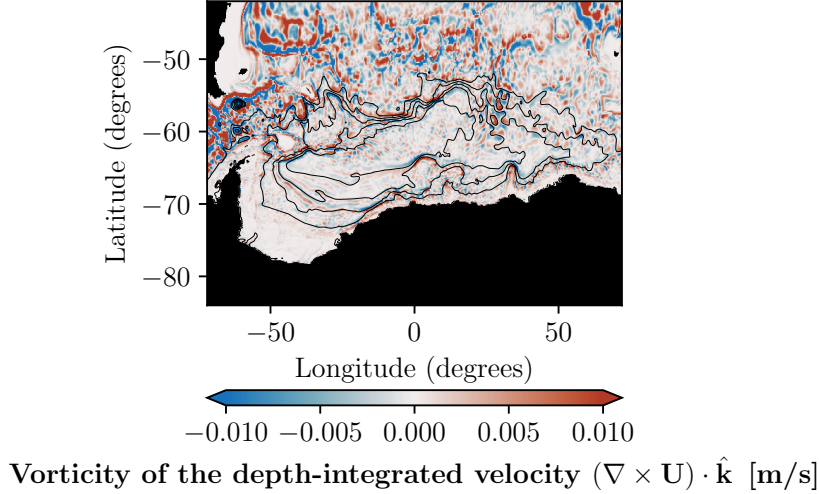 −50
−60
−70
−80
Latitude (degrees)
−50 0 50
Longitude (degrees)
−0.010 −0.005 0.000 0.005 0.010
Vorticity of the depth-integrated velocity (∇ × U) · k̂ [m/s]